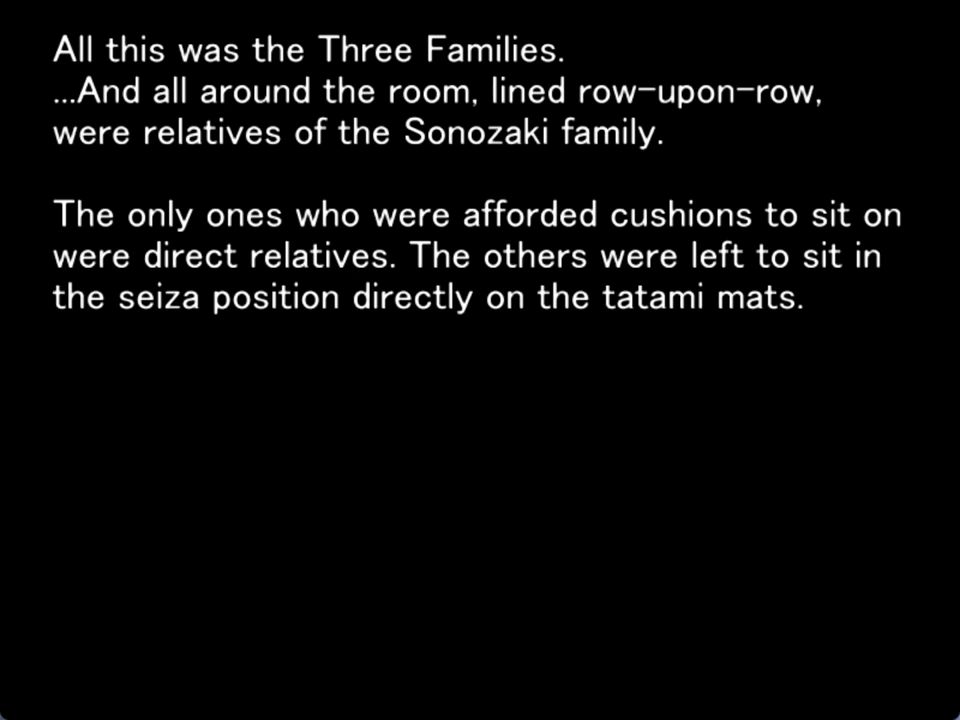 All this was the Three Families.
...And all around the room, lined row-upon-row,
were relatives of the Sonozaki family.
The only ones who were afforded cushions to sit on
were direct relatives. The others were left to sit in
the seiza position directly on the tatami mats.